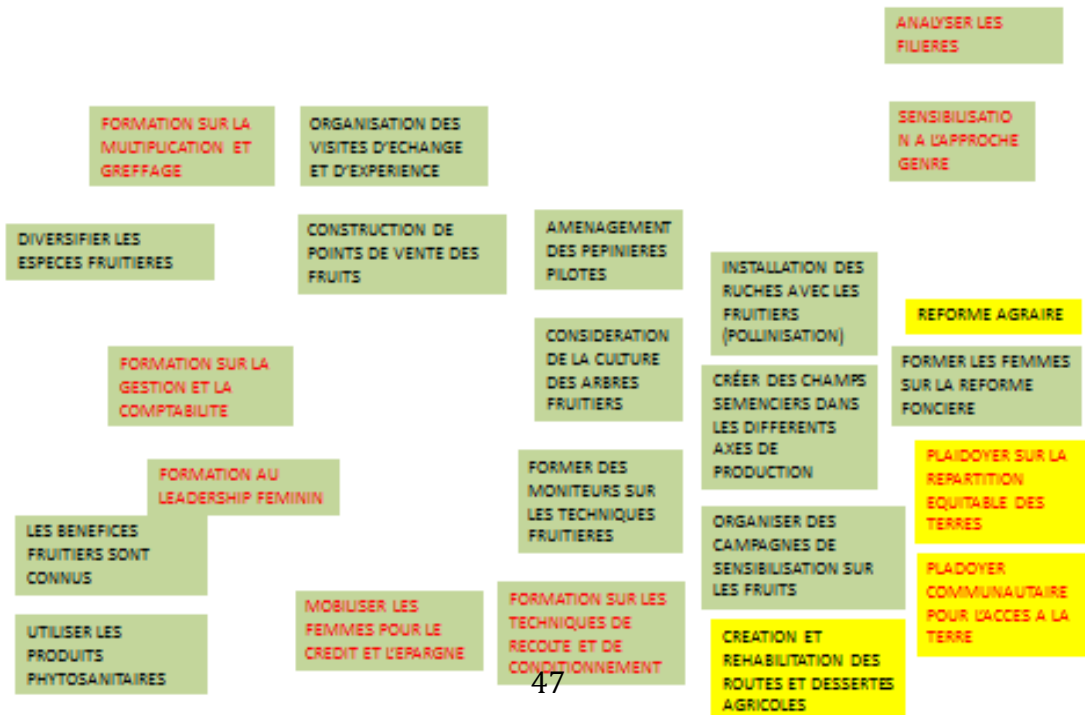 ANALYSER LES
FILIERES
FORMATION SUR LA
MULTIPLICATION ET
GREFFAGE
ORGANISATION DES
VISITES D'ECHANGE
ET D'EXPERIENCE
SENSIBILISATIO
N A L'APPROCHE
GENRE
DIVERSIFIER LES
ESPECES FRUITIERES
CONSTRUCTION DE
POINTS DE VENTE DES
FRUITS
AMENAGEMENT
DES PEPINIERES
PILOTES
INSTALLATION DES
RUCHES AVEC LES
FRUITIERS
(POLLINISATION)
REFORME AGRAIRE
FORMATION SUR LA
GESTION ET LA
COMPTABILITE
CONSIDERATION
DE LA CULTURE
DES ARBRES
FRUITIERS
CRÉER DES CHAMPS
SEMENCIERS DANS
LES DIFFERENTS
AXES DE
PRODUCTION
FORMER LES FEMMES
SUR LA REFORME
FONCIERE
FORMATION AU
LEADERSHIP FEMININ
FORMER DES
MONITEURS SUR
LES TECHNIQUES
FRUITIERES
PLAIDOYER SUR LA
REPARTITION
EQUITABLE DES
TERRES
LES BENEFICES
FRUITIERS SONT
CONNUS
ORGANISER DES
CAMPAGNES DE
SENSIBILISATION SUR
LES FRUITS
PLADOYER
COMMUNAUTAIRE
POUR L'ACCES A LA
TERRE
UTILISER LES
PRODUITS
PHYTOSANITAIRES
MOBILISER LES
FEMMES POUR LE
CREDIT ET L'EPARGNE
FORMATION SUR LES
TECHNIQUES DE
RECOLTE ET DE
CONDITIONNEMENT
CREATION ET
REHABILITATION DES
ROUTES ET DESSERTES
AGRICOLES
47